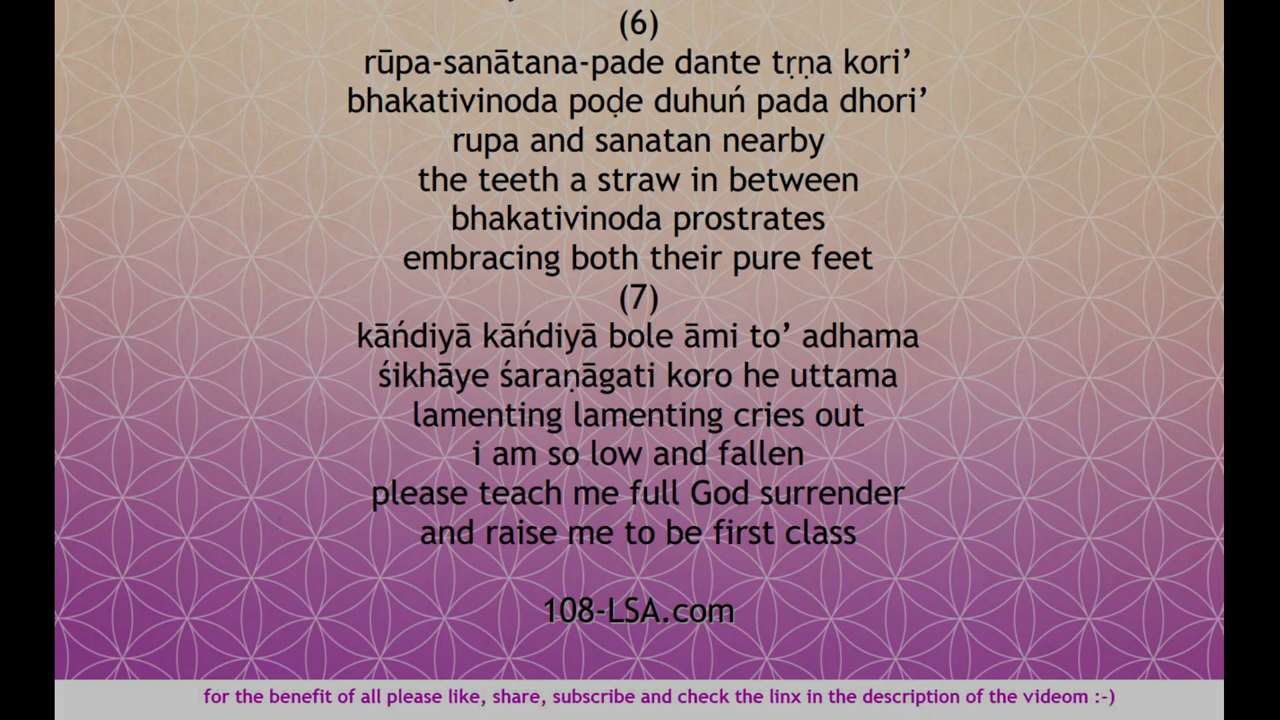 (6)
rūpa-sanātana-pade dante tṛṇa kori’
bhakativinoda poḍe duhuń pada dhori’
rupa and sanatan nearby
the teeth a straw in between
bhakativinoda prostrates
embracing both their pure feet
(7)
kāńdiyā kāńdiyā bole āmi to’ adhama
śikhāye śaraṇāgati koro he uttama
lamenting lamenting cries out
i am so low and fallen
please teach me full God surrender
and raise me to be first class
108-LSA.com
for the benefit of all please like, share, subscribe and check the linx in the description of the videom :-)